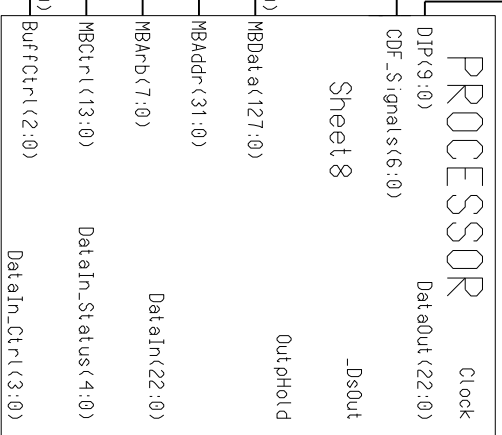 PROCESSOR
Clock
DIP(9:0)
DataOut(22:0)
CDF_Signals(6:0)
_DsOut
Sheet8
OutpHold
MBData(127:0)
MBAddr(31:0)
DataIn(22:0)
MBArb(7:0)
MBCtrl(13:0)
DataIn_Status(4:0)
BuffCtrl(2:0)
DataIn_Ctrl(3:0)